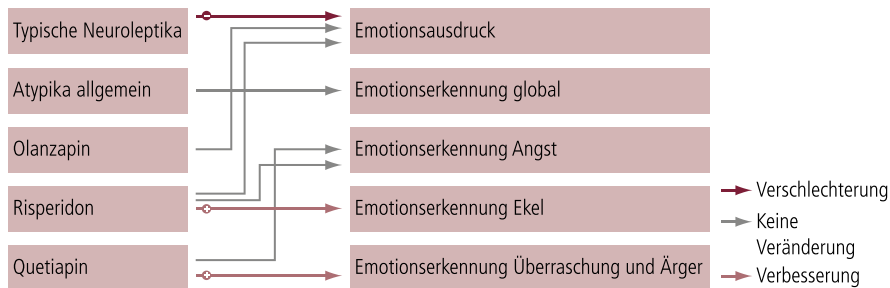 Typische Neuroleptika
Emotionsausdruck
Atypika allgemein
Emotionserkennung global
Olanzapin
Emotionserkennung Angst
Risperidon
Emotionserkennung Ekel
Quetiapin
Emotionserkennung Überraschung und Ärger
Verschlechterung
Keine
Veränderung
Verbesserung